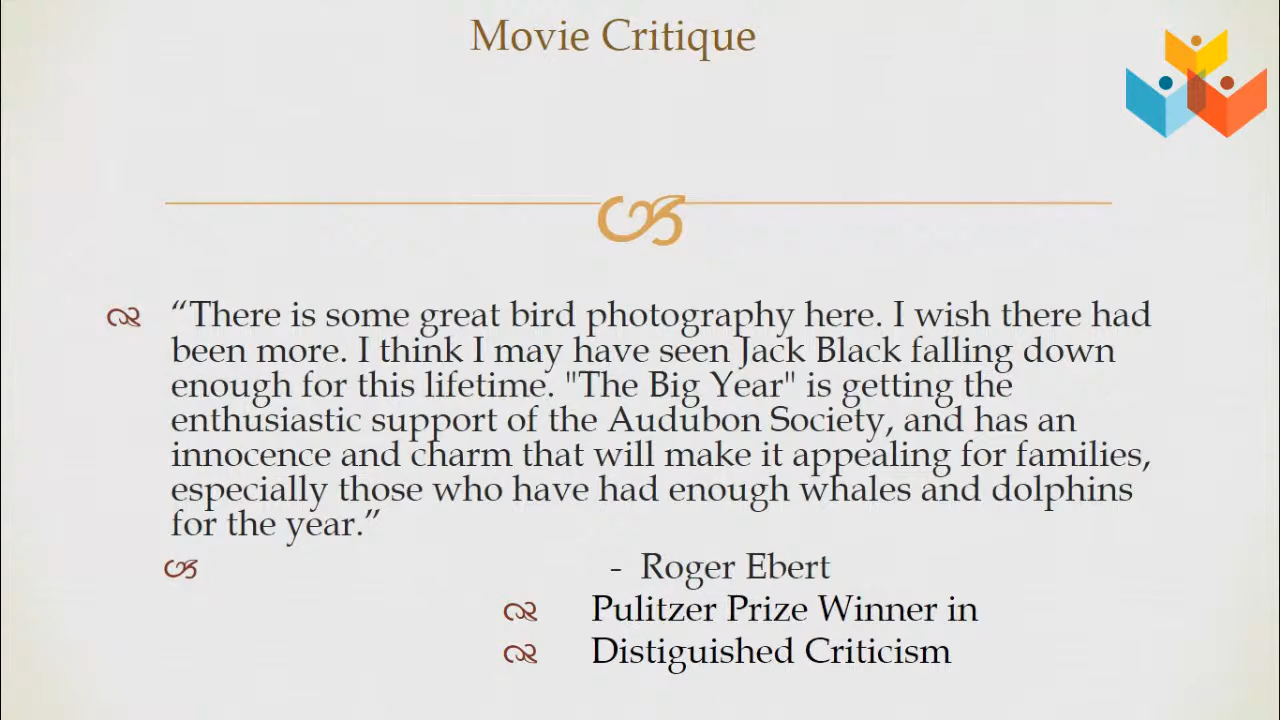 Movie Critique
“There is some great bird photography here. I wish there had
been more. I think I may have seen Jack Black falling down
enough for this lifetime. "The Big Year" is getting the
enthusiastic support of the Audubon Society, and has an
innocence and charm that will make it appealing for families,
especially those who have had enough whales and dolphins
for the year.”
- Roger Ebert
Pulitzer Prize Winner in
Distiguished Criticism